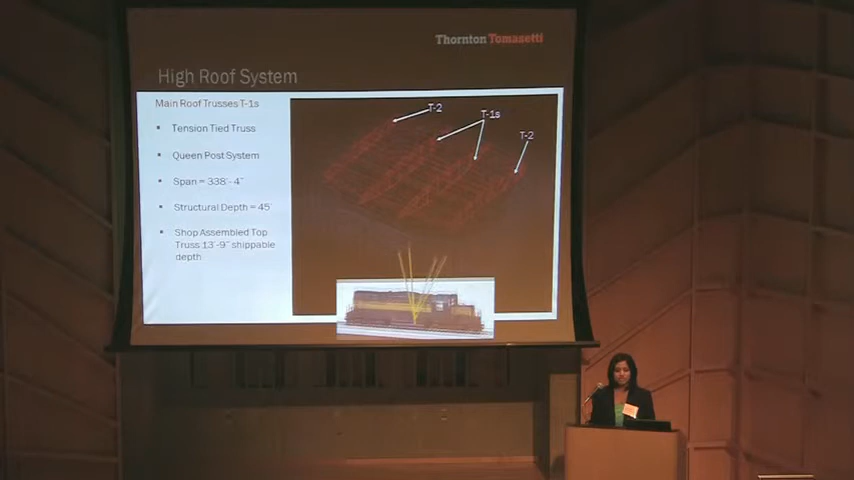 Thornton Tomasetti
High Roof System
Main Roof Trusses T-1s
▪ Tension Tied Truss
▪ Queen Post System
▪ Span = 338'- 4"
▪ Structural Depth = 45'
▪ Shop Assembled Top
Truss 13'-9" shippable
depth
T-2
T-1s
T-2